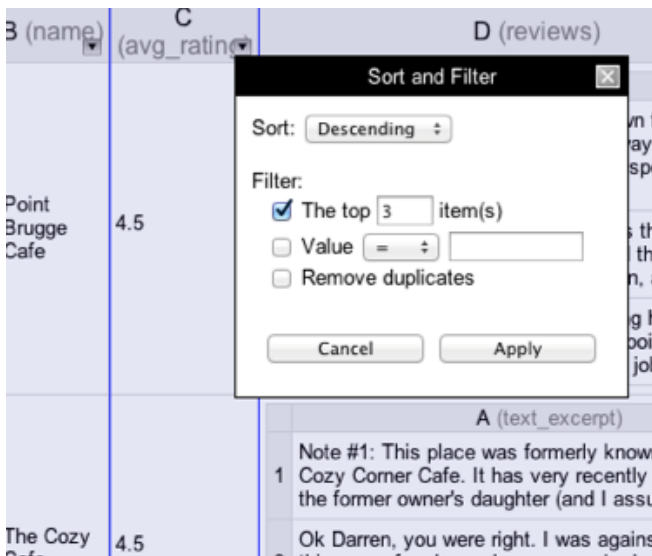 B (name)
C
(avg_rating)
D (reviews)
Sort and Filter
Sort: Descending
Filter:
The top 3 item(s)
Value =
Remove duplicates
Cancel
Apply
Point
Brugge
Cafe
4.5
A (text_excerpt)
1
Note #1: This place was formerly know
Cozy Corner Cafe. It has very recently
the former owner's daughter (and I assu
The Cozy
4.5
Ok Darren, you were right. I was agains